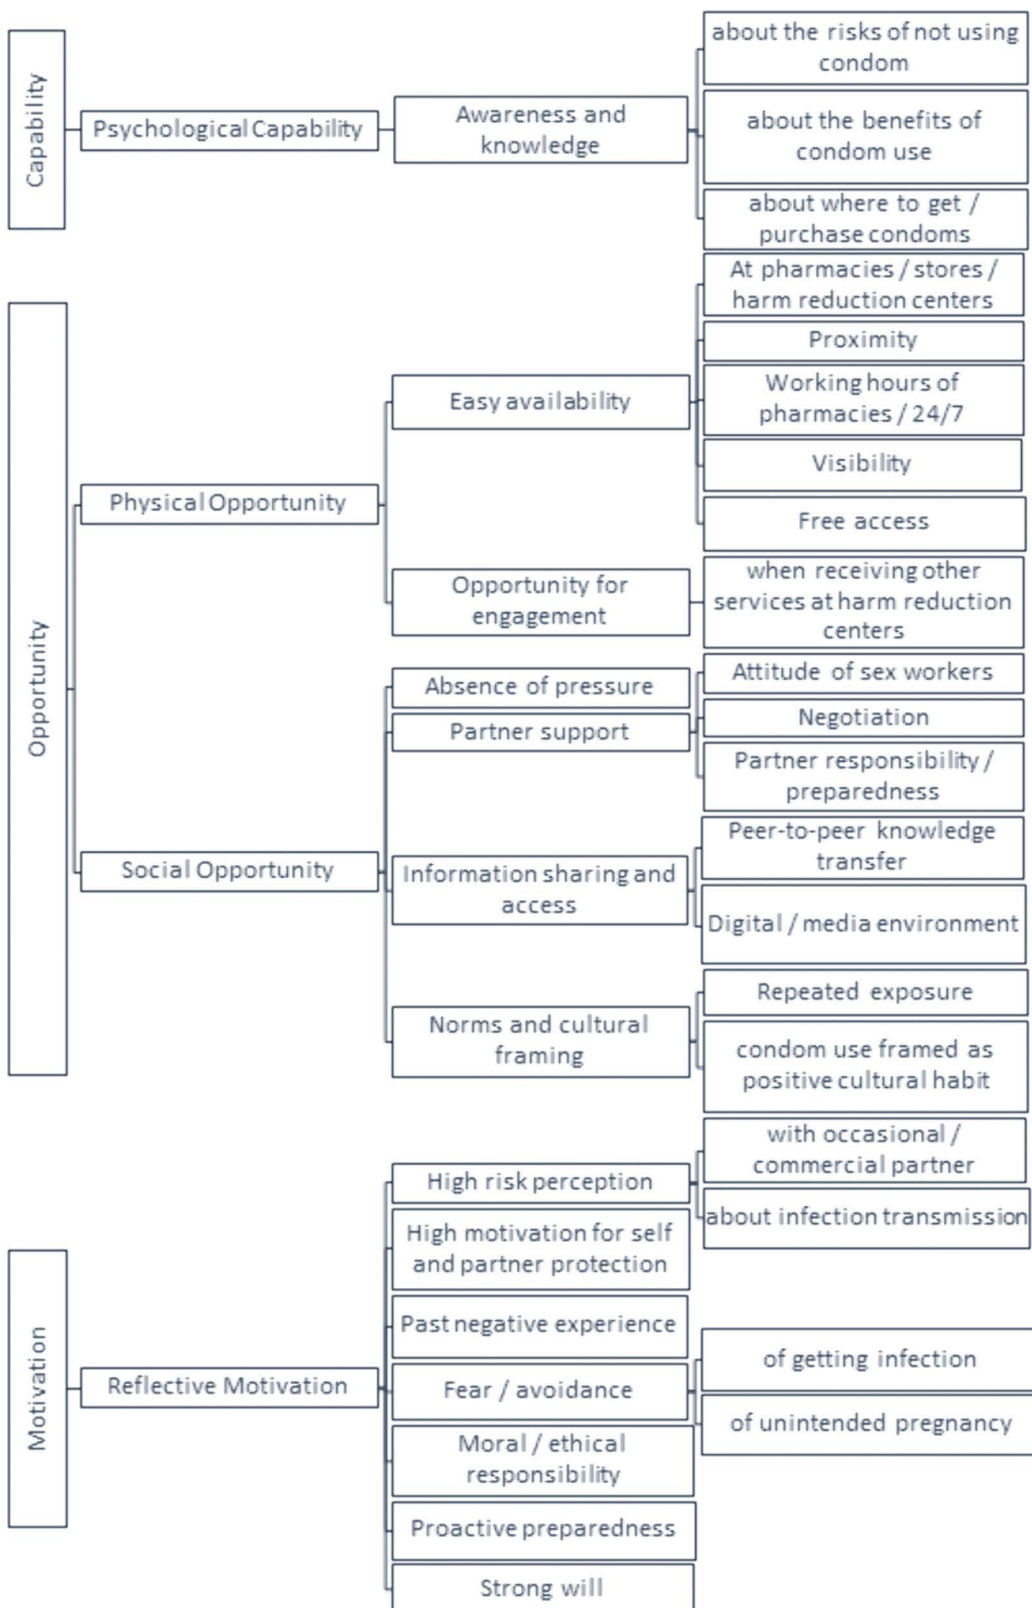 Capability
Psychological Capability
Awareness and
knowledge
about the risks of not using
condom
about the benefits of
condom use
about where to get /
purchase condoms
Opportunity
Physical Opportunity
Easy availability
At pharmacies / stores /
harm reduction centers
Proximity
Working hours of
pharmacies / 24/7
Visibility
Free access
Opportunity for
engagement
when receiving other
services at harm reduction
centers
Social Opportunity
Absence of pressure
Partner support
Attitude of sex workers
Negotiation
Partner responsibility /
preparedness
Information sharing and
access
Peer-to-peer knowledge
transfer
Digital / media environment
Norms and cultural
framing
Repeated exposure
condom use framed as
positive cultural habit
Motivation
Reflective Motivation
High risk perception
with occasional /
commercial partner
about infection transmission
High motivation for self
and partner protection
Past negative experience
Fear / avoidance
of getting infection
of unintended pregnancy
Moral / ethical
responsibility
Proactive preparedness
Strong will